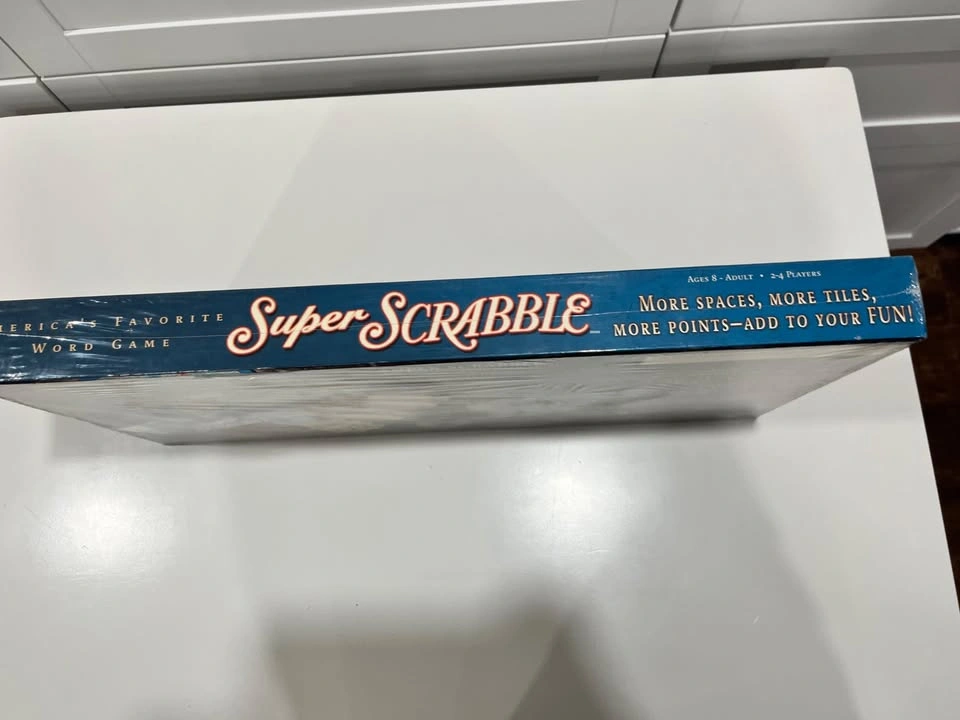 America's Favorite
Word Game
Super SCRABBLE
Ages 8 - Adult • 2-4 Players
More spaces, more tiles,
more points—add to your FUN!